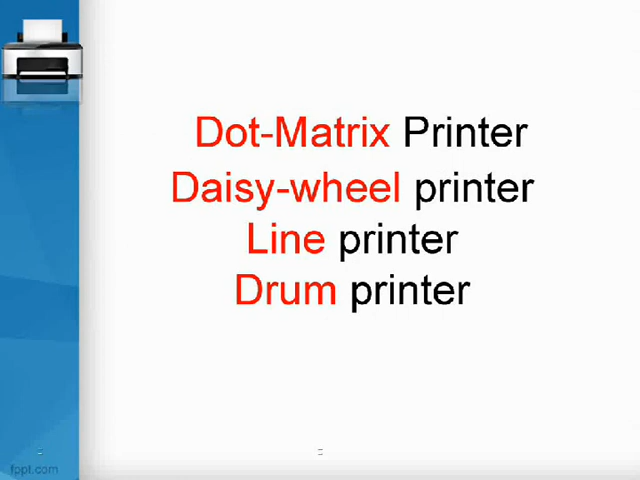 Dot-Matrix Printer
Daisy-wheel printer
Line printer
Drum printer
fppt.com